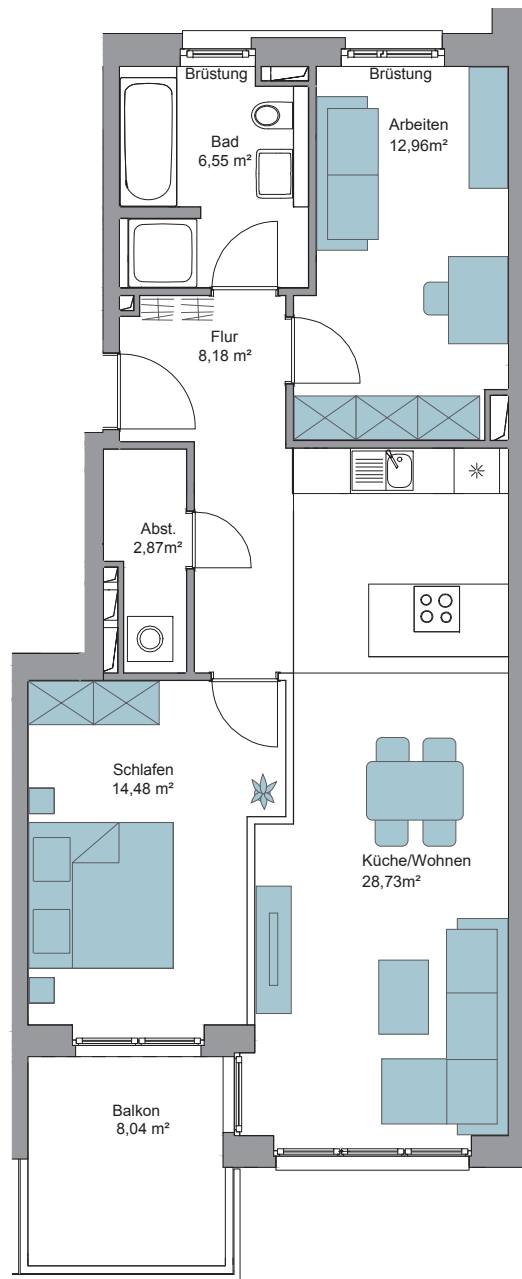 Brüstung
Brüstung
Bad
6,55 m²
Arbeiten
12,96m²
Flur
8,18 m²
Abst.
2,87m²
Schlafen
14,48 m²
Küche/Wohnen
28,73m²
Balkon
8,04 m²